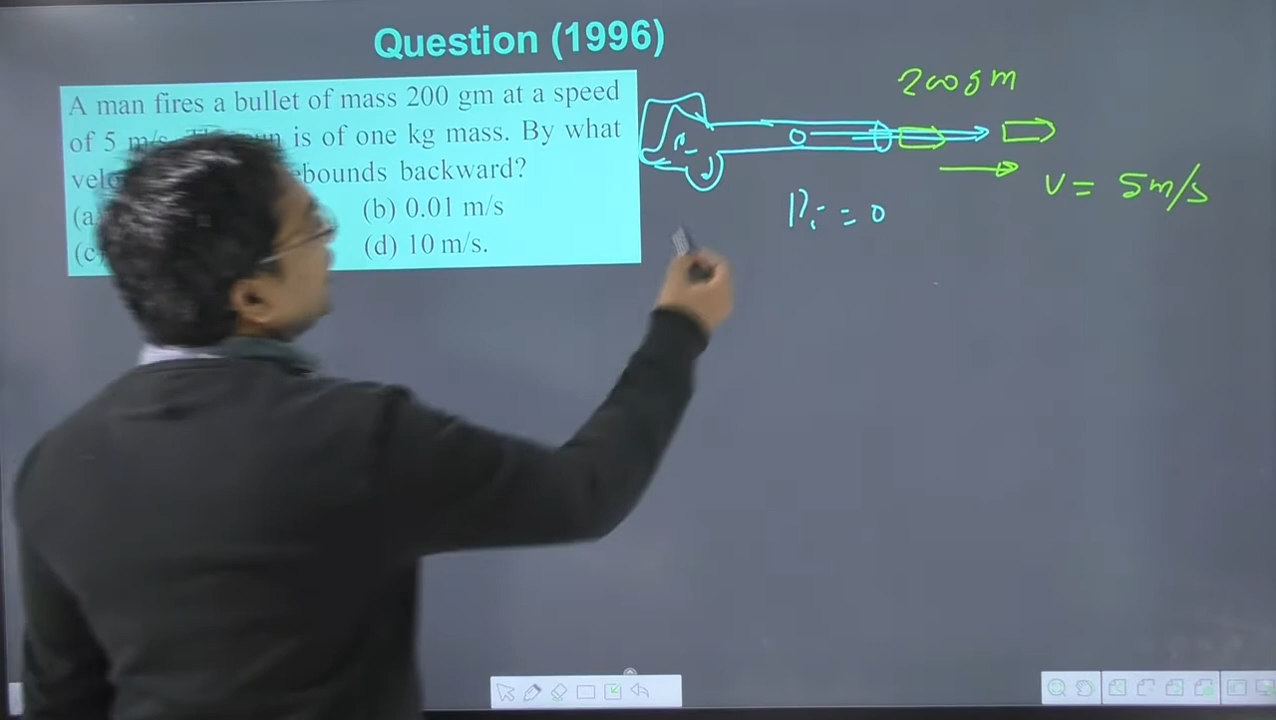 Question (1996)
A man fires a bullet of mass 200 gm at a speed
of 5 m/s. is of one kg mass. By what
bounds backward?
(a (b) 0.01 m/s
(c (d) 10 m/s.
200gm
v = 5m/s
Pi = 0